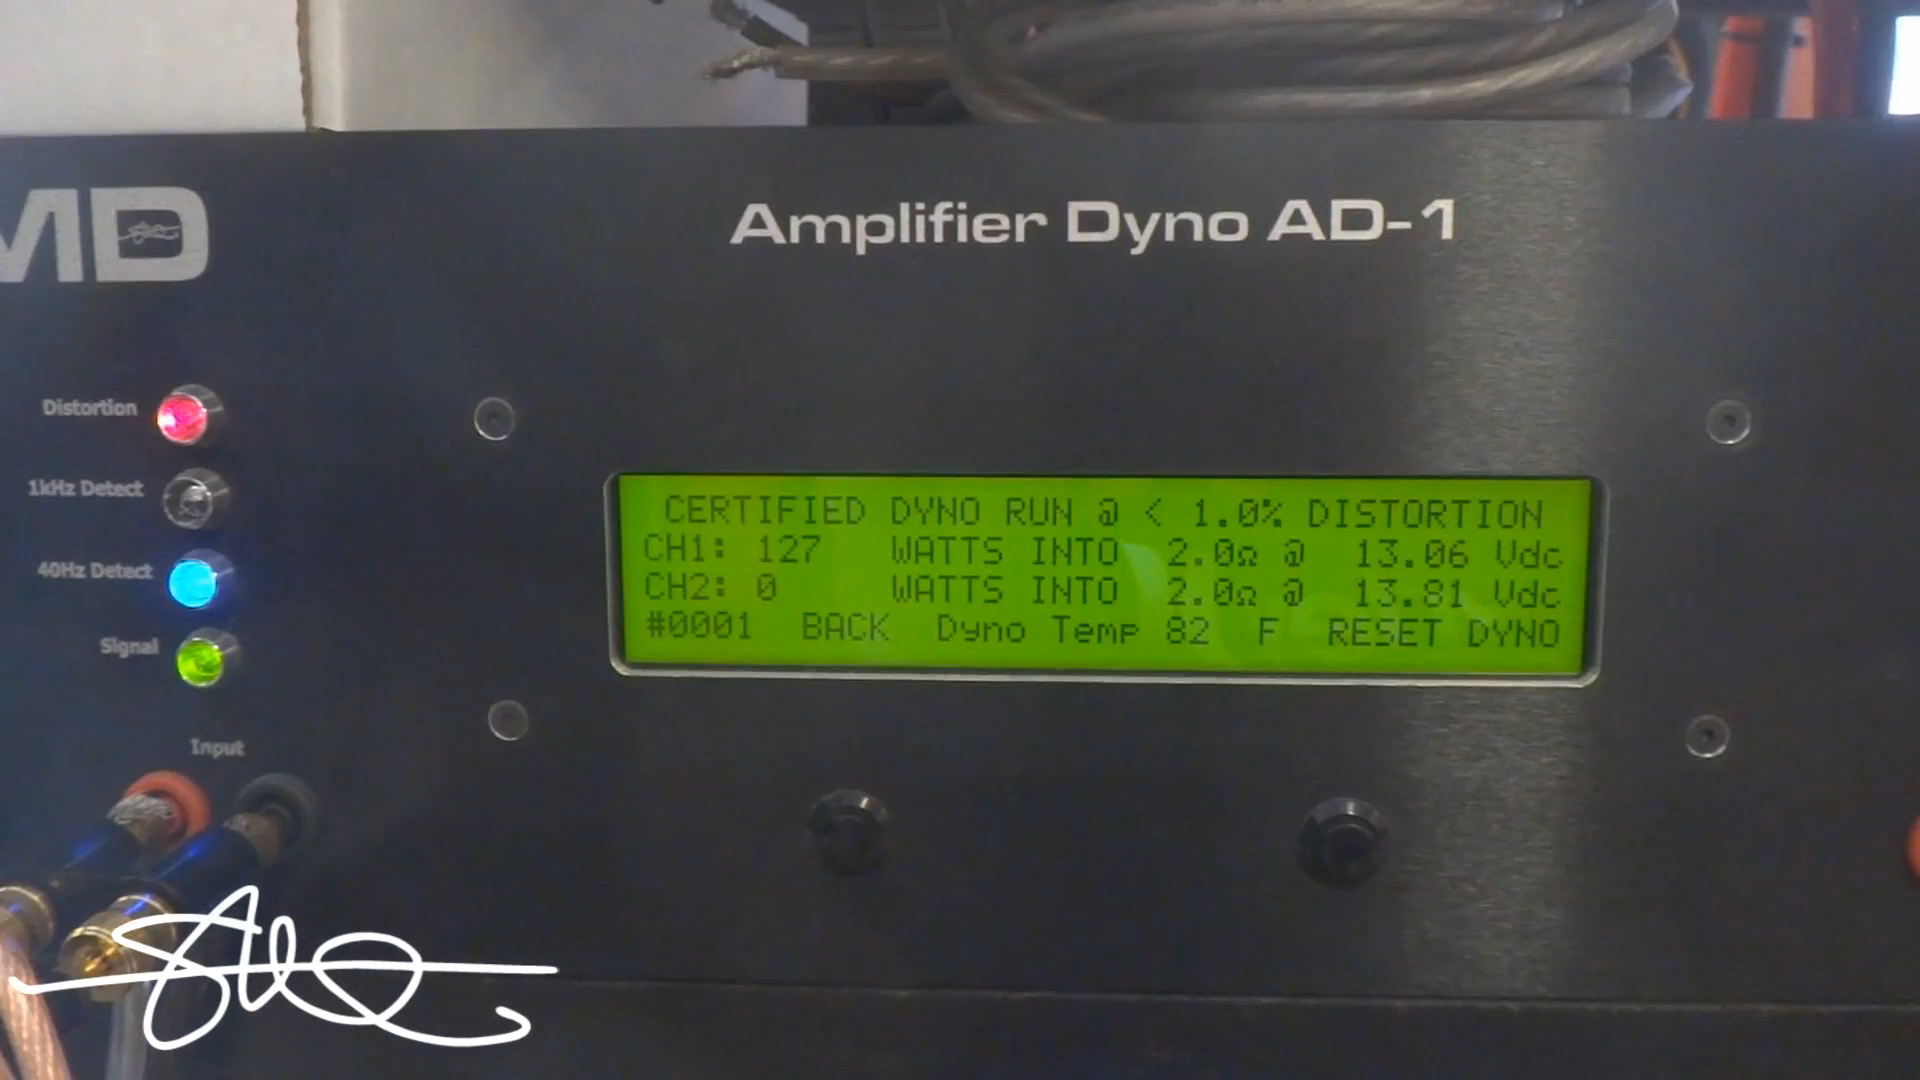 MD
Amplifier Dyno AD-1
Distortion
1kHz Detect
40Hz Detect
Signal
Input
CERTIFIED DYNO RUN @ < 1.0% DISTORTION
CH1: 127 WATTS INTO 2.0Ω @ 13.06 Vdc
CH2: 0 WATTS INTO 2.0Ω @ 13.81 Vdc
#0001 BACK Dyno Temp 82 F RESET DYNO